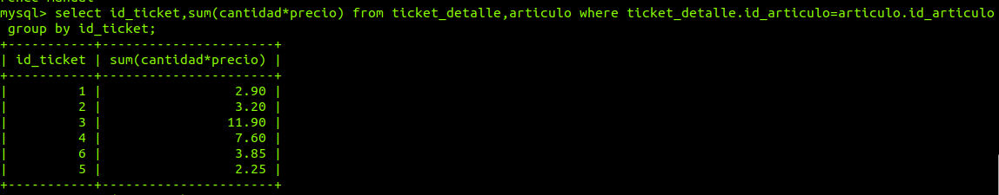 mysql> select id_ticket,sum(cantidad*precio) from ticket_detalle,articulo where ticket_detalle.id_articulo=articulo.id_articulo
 group by id_ticket;
+-----------+----------------------+
| id_ticket | sum(cantidad*precio) |
+-----------+----------------------+
|         1 |                 2.90 |
|         2 |                 3.20 |
|         3 |                11.90 |
|         4 |                 7.60 |
|         6 |                 3.85 |
|         5 |                 2.25 |
+-----------+----------------------+